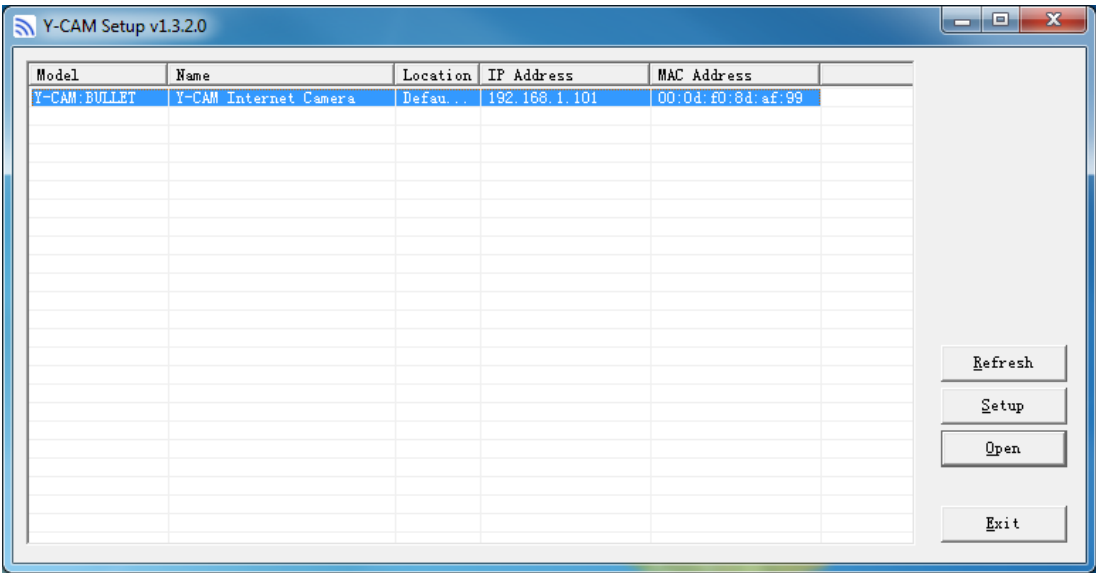 Y-CAM Setup v1.3.2.0
Model Name Location IP Address MAC Address
Y-CAM:BULLET Y-CAM Internet Camera Defau... 192.168.1.101 00:0d:f0:8d:af:99
Refresh
Setup
Open
Exit